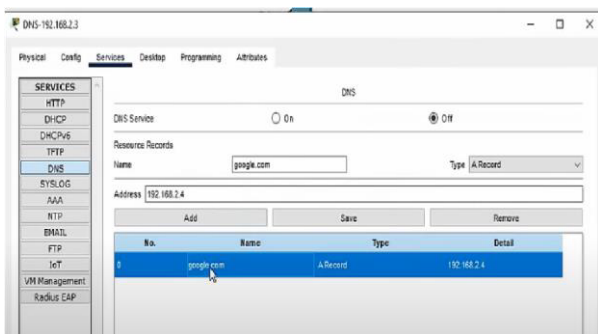 DNS-192.168.2.3
Physical Config Services Desktop Programming Attributes
SERVICES
HTTP
DHCP
DHCPv6
TFTP
DNS
SYSLOG
AAA
NTP
EMAIL
FTP
IoT
VM Management
Radius EAP
DNS
DNS Service On Off
Resource Records
Name google.com Type A Record
Address 192.168.2.4
Add Save Remove
No. Name Type Detail
0 google.com A Record 192.168.2.4